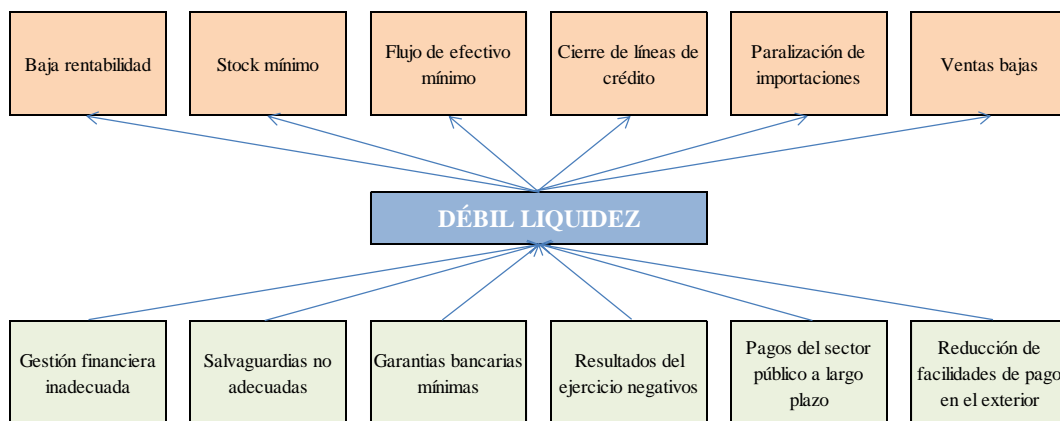 Baja rentabilidad
Stock mínimo
Flujo de efectivo
mínimo
Cierre de líneas de
crédito
Paralización de
importaciones
Ventas bajas
DÉBIL LIQUIDEZ
Gestión financiera
inadecuada
Salvaguardias no
adecuadas
Garantias bancarias
mínimas
Resultados del
ejercicio negativos
Pagos del sector
público a largo
plazo
Reducción de
facilidades de pago
en el exterior